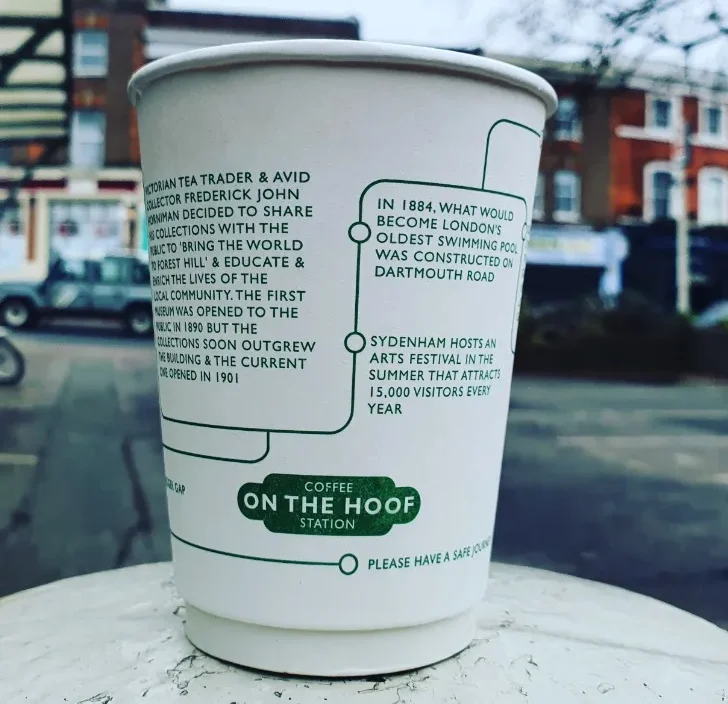 VICTORIAN TEA TRADER & AVID
COLLECTOR FREDERICK JOHN
HORNIMAN DECIDED TO SHARE
HIS COLLECTIONS WITH THE
PUBLIC TO 'BRING THE WORLD
TO FOREST HILL' & EDUCATE &
ENRICH THE LIVES OF THE
LOCAL COMMUNITY. THE FIRST
MUSEUM WAS OPENED TO THE
PUBLIC IN 1890 BUT THE
COLLECTIONS SOON OUTGREW
THE BUILDING & THE CURRENT
ONE OPENED IN 1901
IN 1884, WHAT WOULD
BECOME LONDON'S
OLDEST SWIMMING POOL
WAS CONSTRUCTED ON
DARTMOUTH ROAD
SYDENHAM HOSTS AN
ARTS FESTIVAL IN THE
SUMMER THAT ATTRACTS
15,000 VISITORS EVERY
YEAR
GAP
COFFEE
ON THE HOOF
STATION
PLEASE HAVE A SAFE JOURN